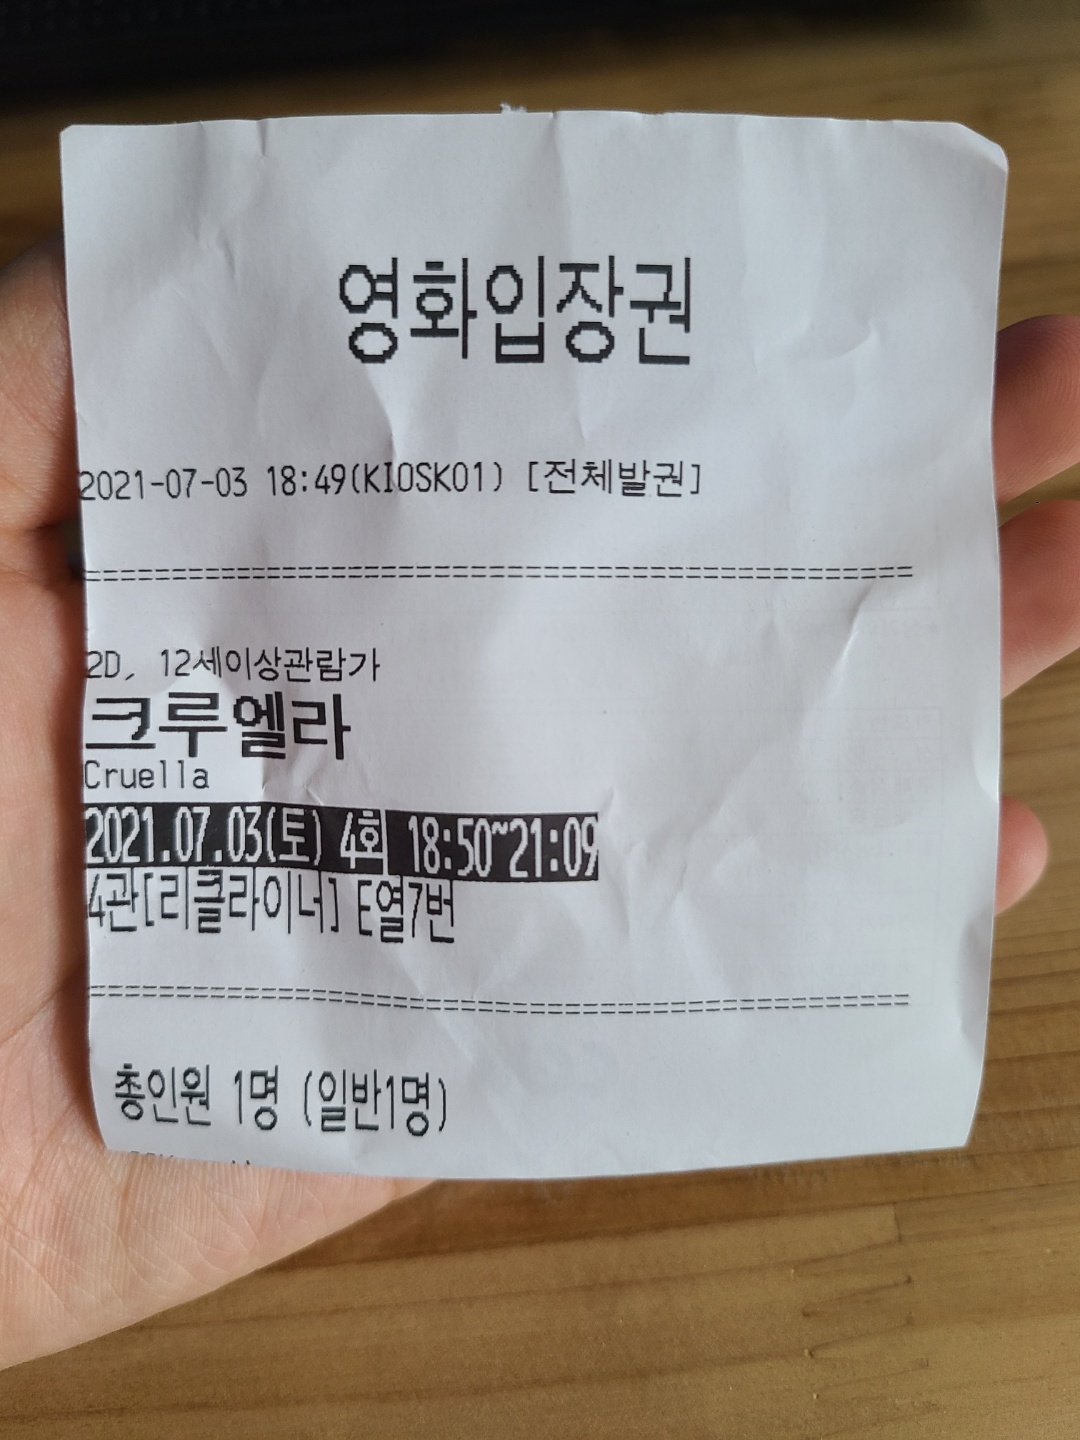 영화입장권
2021-07-03 18:49(KIOSK01) [전체발권]
==================================================
2D, 12세이상관람가
크루엘라
Cruella
2021.07.03(토) 4회 18:50~21:09
4관[리클라이너] E열7번
==================================================
총인원 1명 (일반1명)